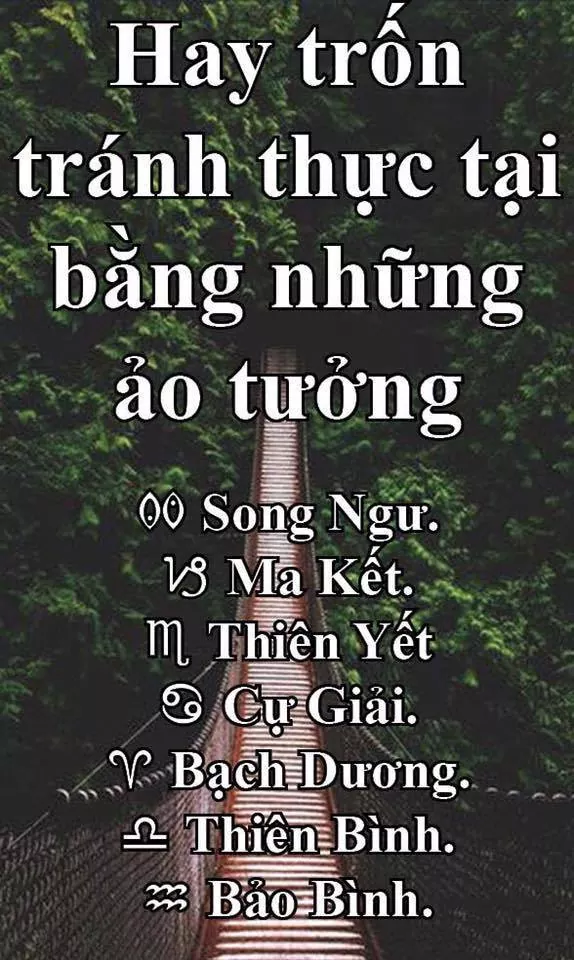 Hay trốn
tránh thực tại
bằng những
ảo tưởng
Song Ngư.
♑ Ma Kết.
♏ Thiên Yết
♋ Cự Giải.
♈ Bạch Dương.
♎ Thiên Bình.
♒ Bảo Bình.